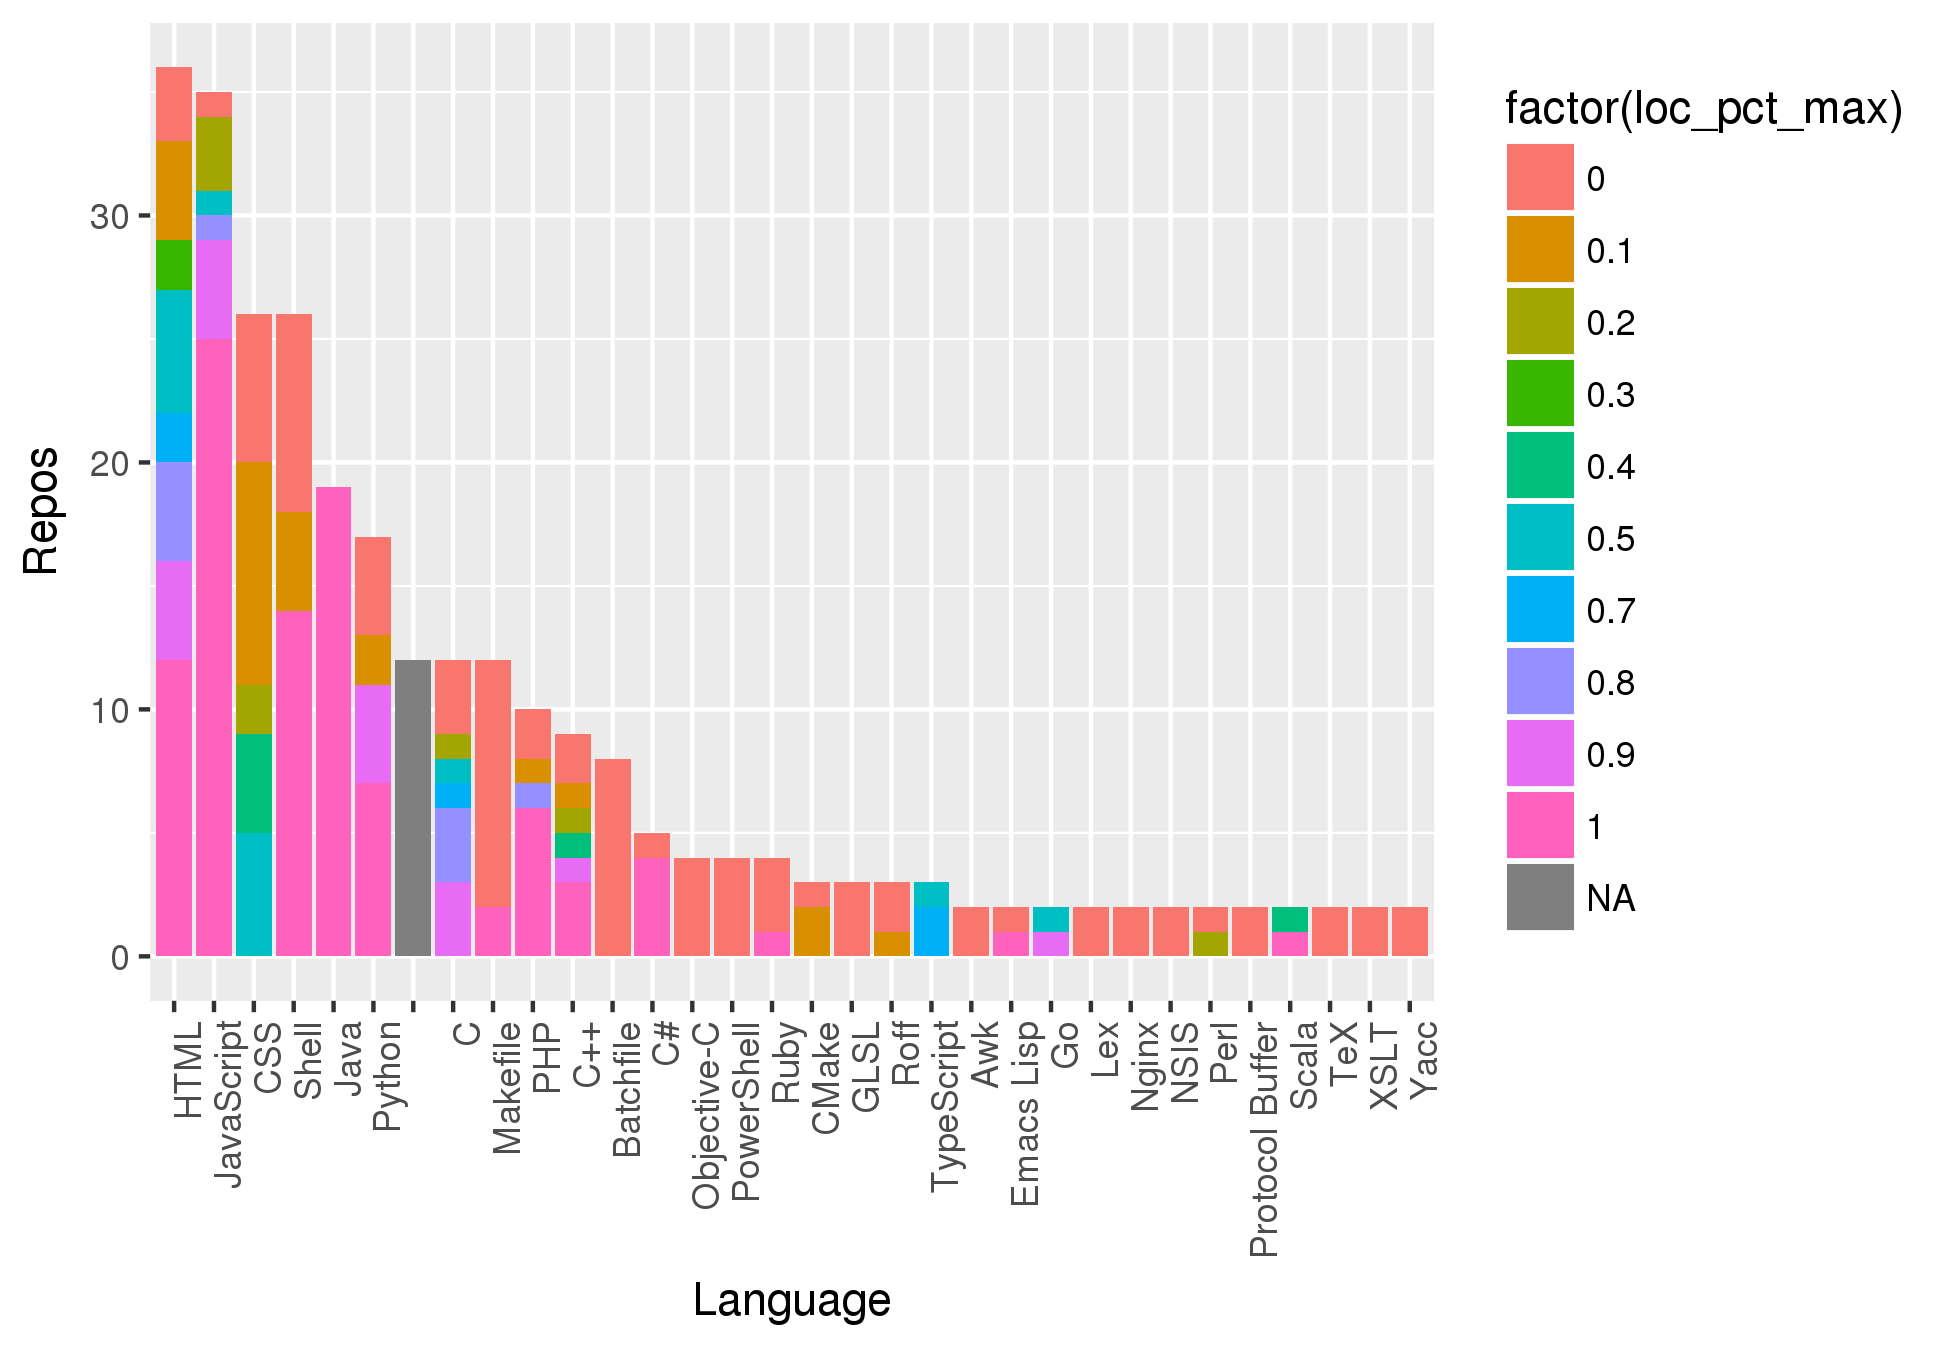 factor(loc_pct_max)
0
0.1
0.2
0.3
0.4
0.5
0.7
0.8
0.9
1
NA
Repos
30
20
10
0
HTML
JavaScript
CSS
Shell
Java
Python
C
Makefile
PHP
C++
Batchfile
C#
Objective-C
PowerShell
Ruby
CMake
GLSL
Roff
TypeScript
Awk
Emacs Lisp
Go
Lex
Nginx
NSIS
Perl
Protocol Buffer
Scala
TeX
XSLT
Yacc
Language